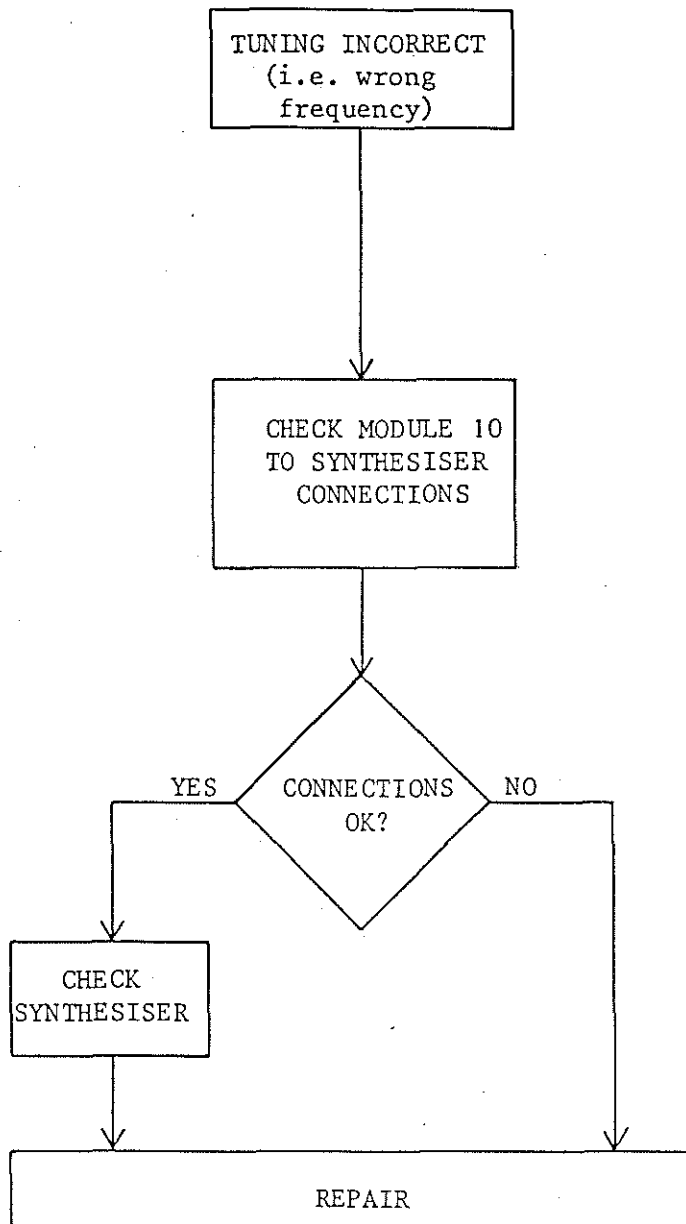 TUNING INCORRECT
(i.e. wrong
frequency)
CHECK MODULE 10
TO SYNTHESISER
CONNECTIONS
YES
CONNECTIONS
OK?
NO
CHECK
SYNTHESISER
REPAIR